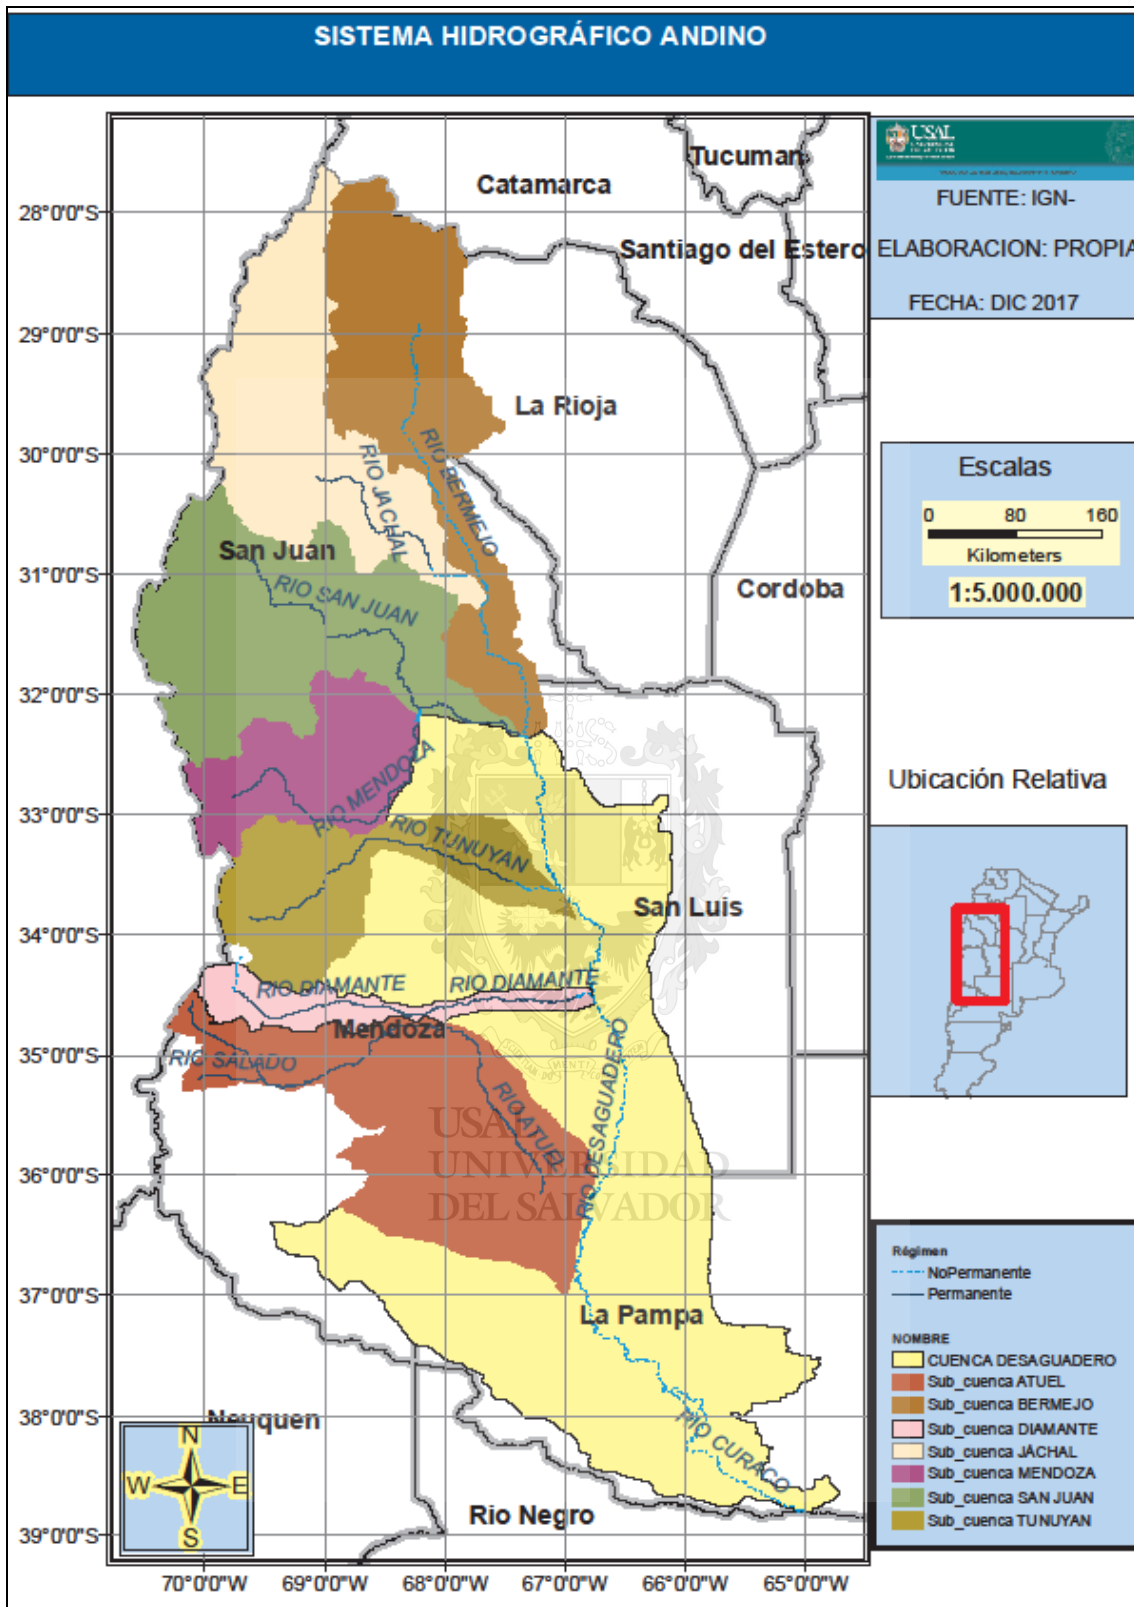 SISTEMA HIDROGRÁFICO ANDINO
USAL
FUENTE: IGN-
ELABORACION: PROPIA
FECHA: DIC 2017
Escalas
0 80 160
Kilometers
1:5.000.000
Ubicación Relativa
Régimen
NoPermanente
Permanente
NOMBRE
CUENCA DESAGUADERO
Sub_cuenca ATUEL
Sub_cuenca BERMEJO
Sub_cuenca DIAMANTE
Sub_cuenca JÁCHAL
Sub_cuenca MENDOZA
Sub_cuenca SAN JUAN
Sub_cuenca TUNUYAN
Tucuman
Catamarca
Santiago del Estero
La Rioja
San Juan
Cordoba
San Luis
Mendoza
La Pampa
Neuquen
Rio Negro
RIO BERMEJO
RIO JACHAL
RIO SAN JUAN
RIO MENDOZA
RIO TUNUYAN
RIO DIAMANTE
RIO DIAMANTE
RIO SALADO
RIO ATUEL
RIO DESAGUADERO
RIO CURACO
USAL
UNIVERSIDAD
DEL SALVADOR
N
W E
S
28°0'0"S
29°0'0"S
30°0'0"S
31°0'0"S
32°0'0"S
33°0'0"S
34°0'0"S
35°0'0"S
36°0'0"S
37°0'0"S
38°0'0"S
39°0'0"S
70°0'0"W 69°0'0"W 68°0'0"W 67°0'0"W 66°0'0"W 65°0'0"W